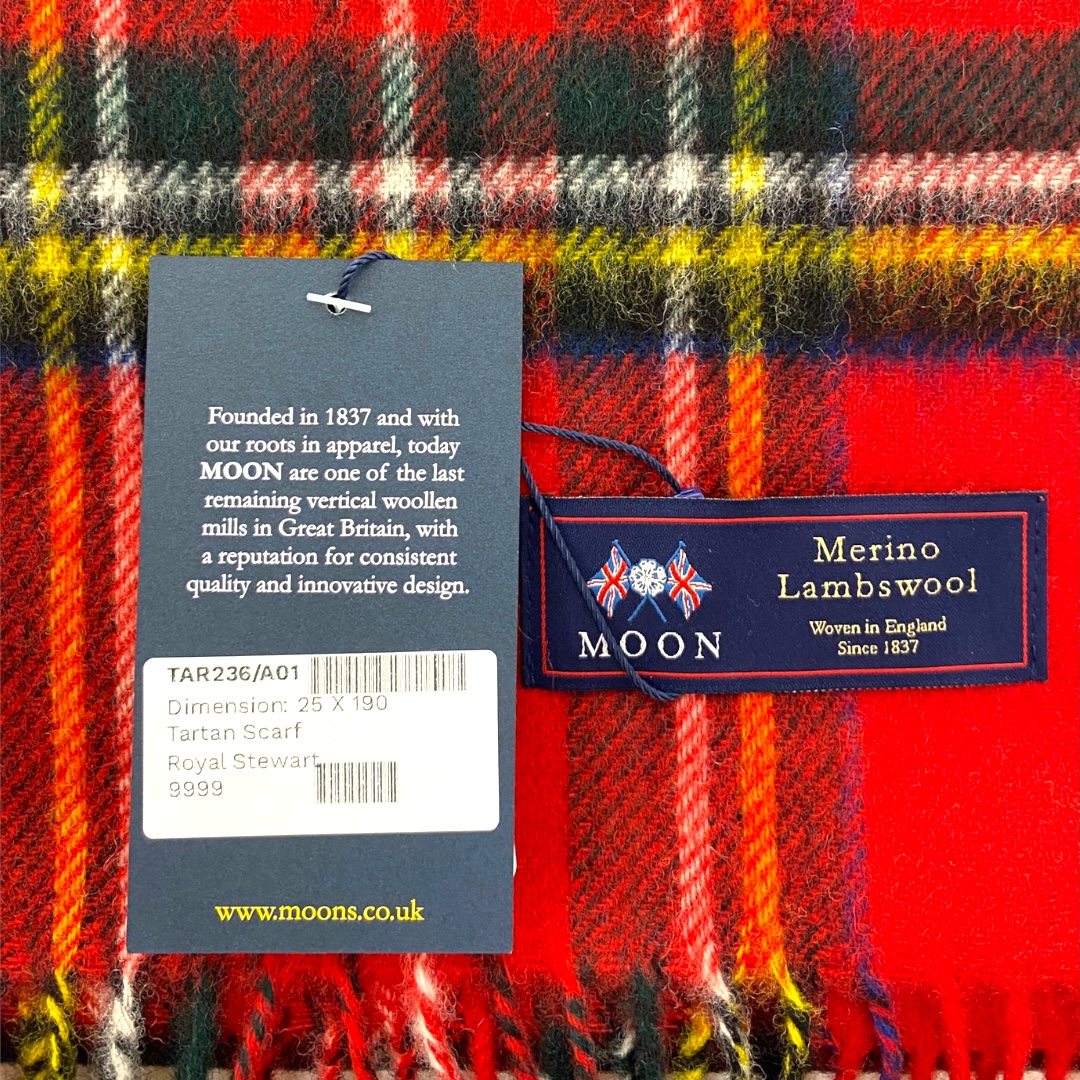 Founded in 1837 and with
our roots in apparel, today
MOON are one of the last
remaining vertical woollen
mills in Great Britain, with
a reputation for consistent
quality and innovative design.
TAR236/A01
Dimension: 25 X 190
Tartan Scarf
Royal Stewart
9999
www.moons.co.uk
MOON
Merino
Lambswool
Woven in England
Since 1837